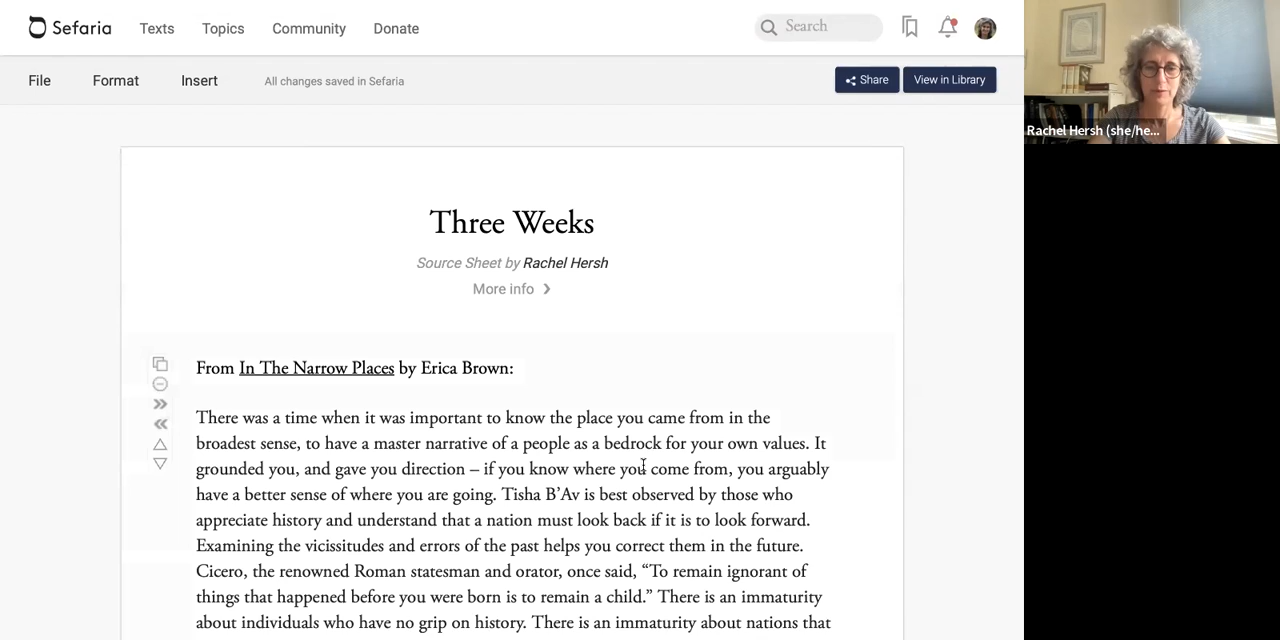 Sefaria Texts Topics Community Donate Search
File Format Insert All changes saved in Sefaria Share View in Library
Rachel Hersh (she/he...
Three Weeks
Source Sheet by Rachel Hersh
More info
From In The Narrow Places by Erica Brown:
There was a time when it was important to know the place you came from in the
broadest sense, to have a master narrative of a people as a bedrock for your own values. It
grounded you, and gave you direction – if you know where you come from, you arguably
have a better sense of where you are going. Tisha B’Av is best observed by those who
appreciate history and understand that a nation must look back if it is to look forward.
Examining the vicissitudes and errors of the past helps you correct them in the future.
Cicero, the renowned Roman statesman and orator, once said, “To remain ignorant of
things that happened before you were born is to remain a child.” There is an immaturity
about individuals who have no grip on history. There is an immaturity about nations that